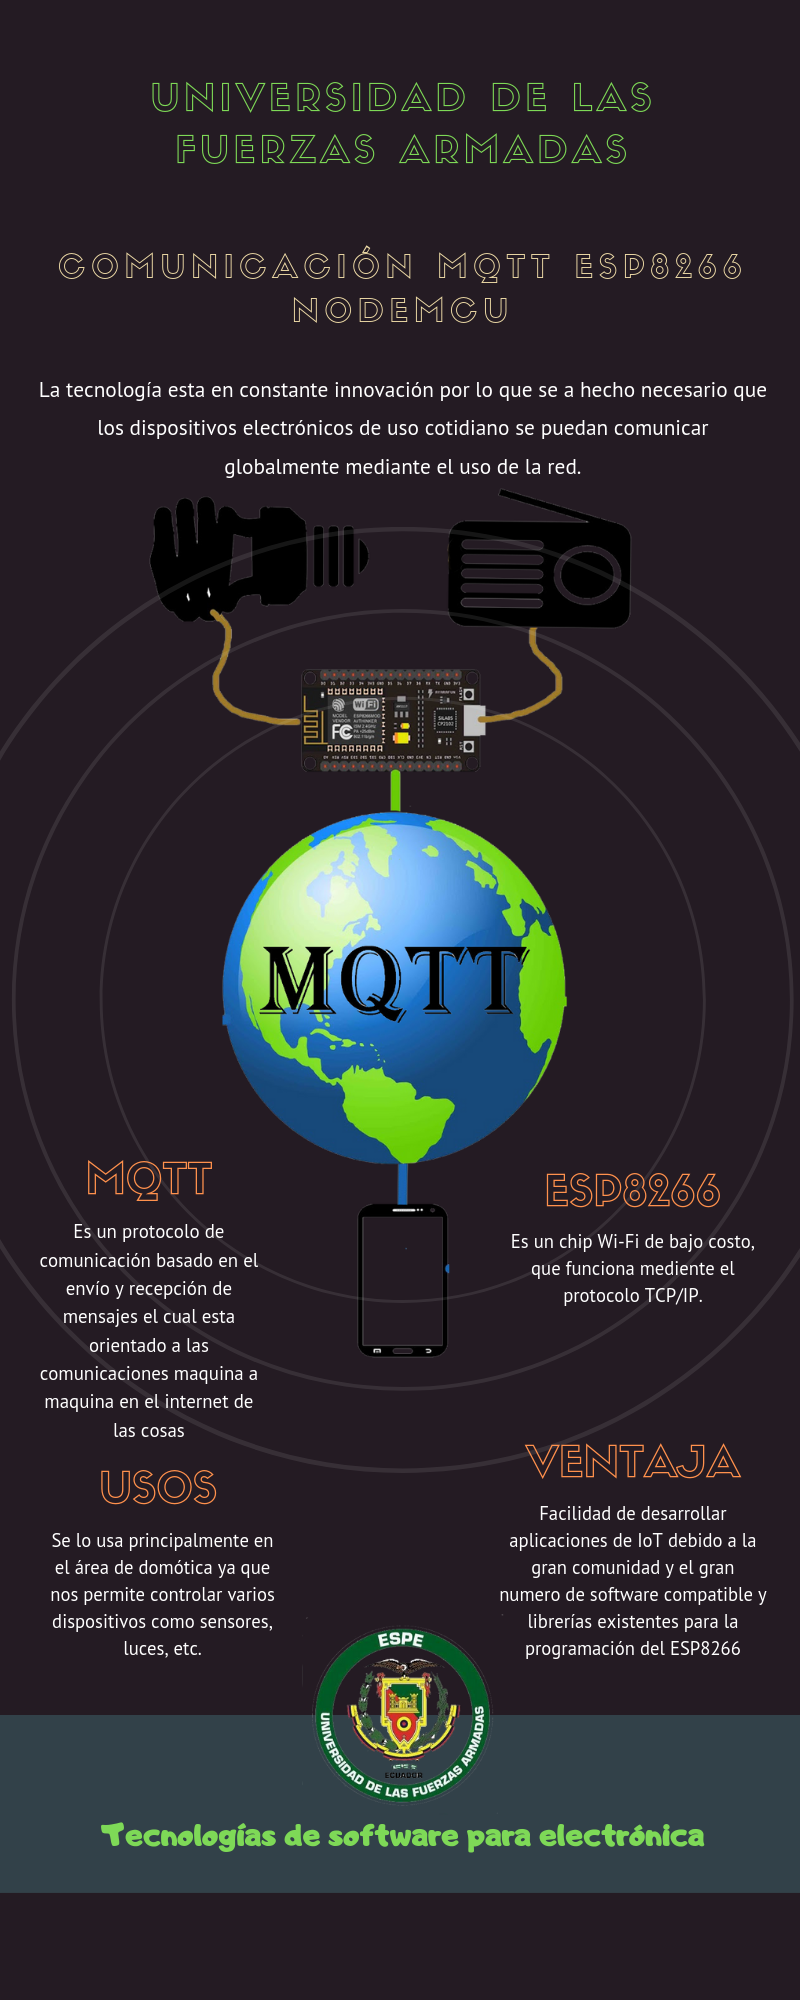 UNIVERSIDAD DE LAS
FUERZAS ARMADAS
COMUNICACIÓN MQTT ESP8266
NODEMCU
La tecnología esta en constante innovación por lo que se a hecho necesario que
los dispositivos electrónicos de uso cotidiano se puedan comunicar
globalmente mediante el uso de la red.
Wi Fi
MODEL
VENDOR
FC
SILABS
CP2102
MQTT
MQTT
Es un protocolo de
comunicación basado en el
envío y recepción de
mensajes el cual esta
orientado a las
comunicaciones maquina a
maquina en el internet de
las cosas
ESP8266
Es un chip Wi-Fi de bajo costo,
que funciona mediente el
protocolo TCP/IP.
USOS
Se lo usa principalmente en
el área de domótica ya que
nos permite controlar varios
dispositivos como sensores,
luces, etc.
VENTAJA
Facilidad de desarrollar
aplicaciones de IoT debido a la
gran comunidad y el gran
numero de software compatible y
librerías existentes para la
programación del ESP8266
ESPE
UNIVERSIDAD DE LAS FUERZAS ARMADAS
ECUADOR
Tecnologías de software para electrónica